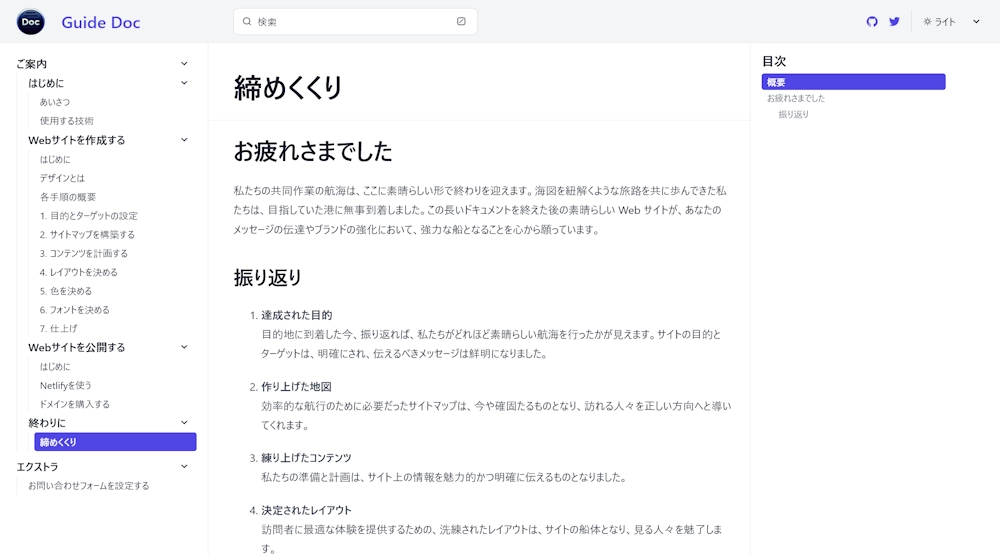 Doc
Guide Doc
検索
ライト
ご案内
はじめに
あいさつ
使用する技術
Webサイトを作成する
はじめに
デザインとは
各手順の概要
1. 目的とターゲットの設定
2. サイトマップを構築する
3. コンテンツを計画する
4. レイアウトを決める
5. 色を決める
6. フォントを決める
7. 仕上げ
Webサイトを公開する
はじめに
Netlifyを使う
ドメインを購入する
終わりに
締めくくり
エクストラ
お問い合わせフォームを設定する
締めくくり
お疲れさまでした
私たちの共同作業の航海は、ここに素晴らしい形で終わりを迎えます。海図を紐解くような旅路を共に歩んできた私
たちは、目指していた港に無事到着しました。この長いドキュメントを終えた後の素晴らしい Web サイトが、あなたの
メッセージの伝達やブランドの強化において、強力な船となることを心から願っています。
振り返り
1. 達成された目的
目的地に到着した今、振り返れば、私たちがどれほど素晴らしい航海を行ったかが見えます。サイトの目的と
ターゲットは、明確にされ、伝えるべきメッセージは鮮明になりました。
2. 作り上げた地図
効率的な航行のために必要だったサイトマップは、今や確固たるものとなり、訪れる人々を正しい方向へと導い
てくれます。
3. 練り上げたコンテンツ
私たちの準備と計画は、サイト上の情報を魅力的かつ明確に伝えるものとなりました。
4. 決定されたレイアウト
訪問者に最適な体験を提供するための、洗練されたレイアウトは、サイトの船体となり、見る人々を魅了しま
す。
目次
概要
お疲れさまでした
振り返り